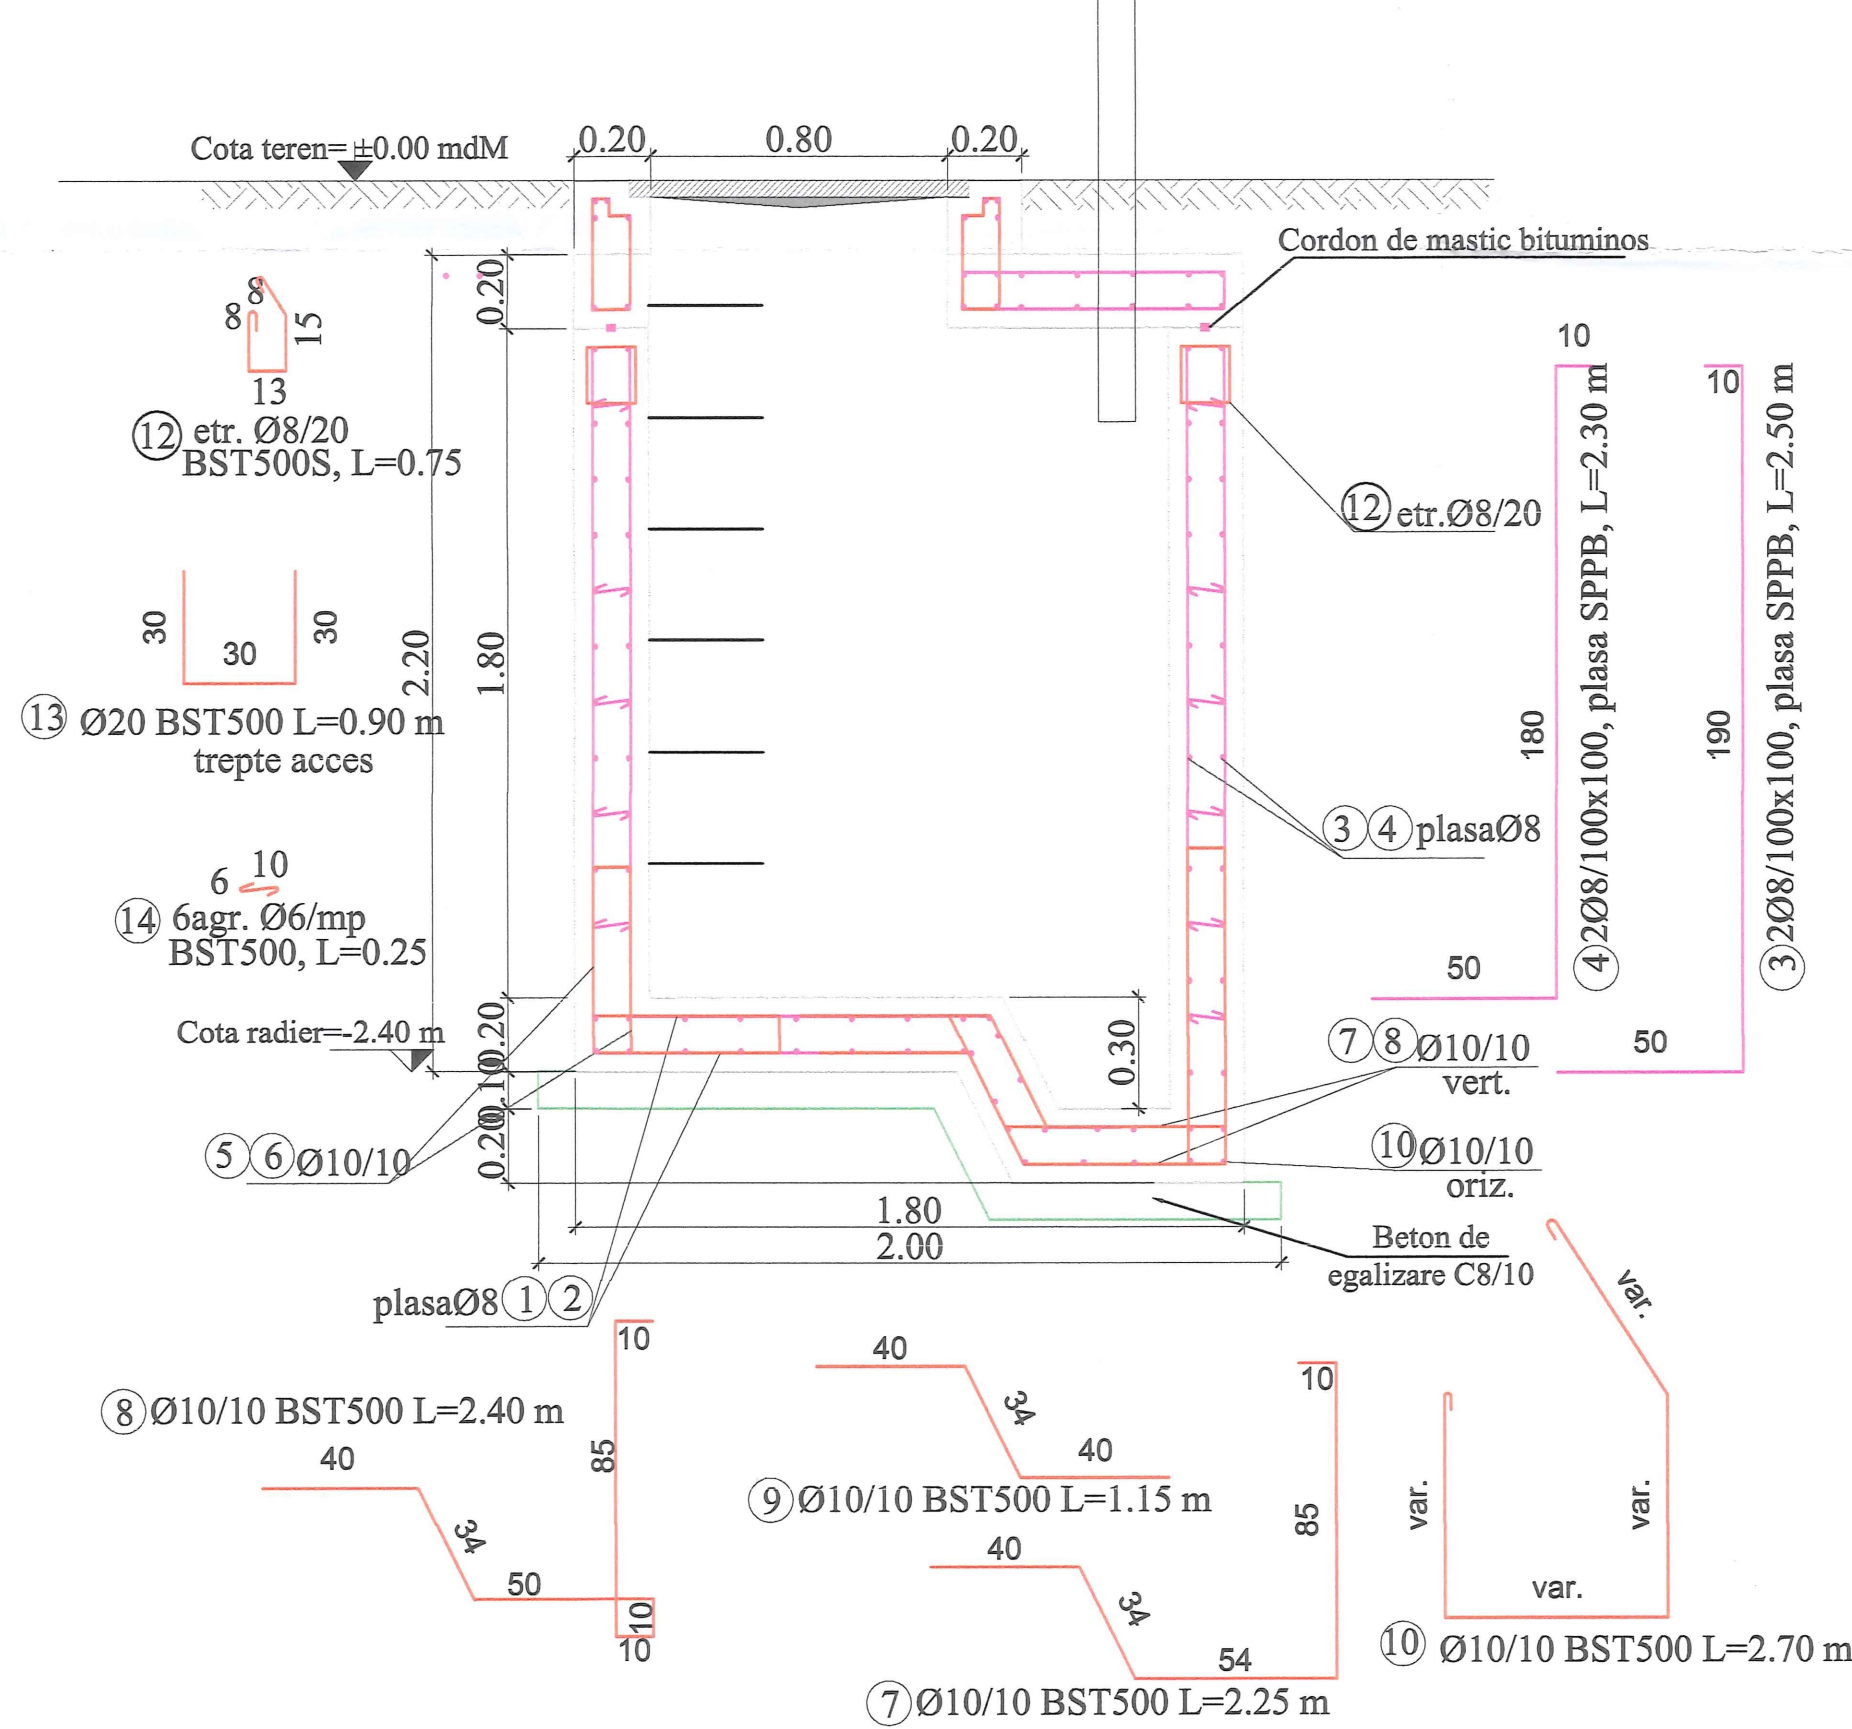 Cota teren= ±0.00 mdM
0.20 0.80 0.20
Cordon de mastic bituminos
0.20
8
8
15
13
12 etr. Ø8/20
BST500S, L=0.75
12 etr.Ø8/20
30
30
30
13 Ø20 BST500 L=0.90 m
trepte acces
2.20
1.80
6 10
14 6agr. Ø6/mp
BST500, L=0.25
3 4 plasaØ8
10
180
50
4 2Ø8/100x100, plasa SPPB, L=2.30 m
10
190
50
3 2Ø8/100x100, plasa SPPB, L=2.50 m
Cota radier=-2.40 m
0.20
0.10
0.20
0.30
7 8 Ø10/10
vert.
5 6 Ø10/10
10 Ø10/10
oriz.
1.80
2.00
Beton de
egalizare C8/10
plasaØ8 1 2
8 Ø10/10 BST500 L=2.40 m
40
34
50
85
10
10
10
40
34
40
9 Ø10/10 BST500 L=1.15 m
40
34
54
85
10
7 Ø10/10 BST500 L=2.25 m
var.
var.
var.
var.
10 Ø10/10 BST500 L=2.70 m